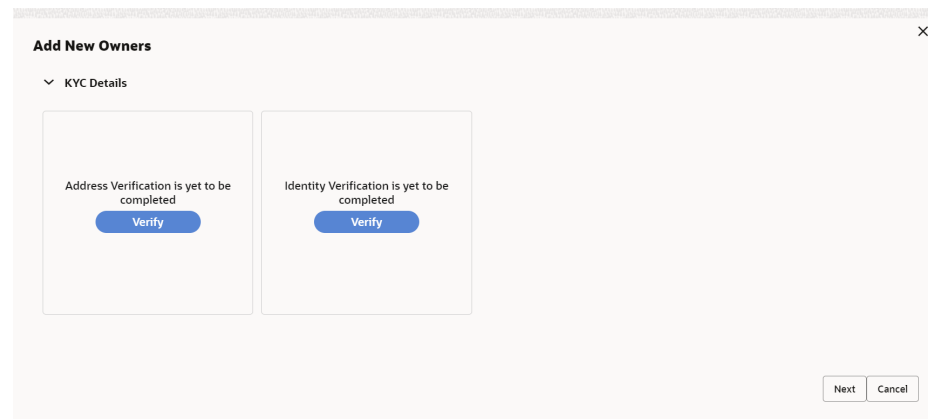 Add New Owners
KYC Details
Address Verification is yet to be
completed
Verify
Identity Verification is yet to be
completed
Verify
Next
Cancel